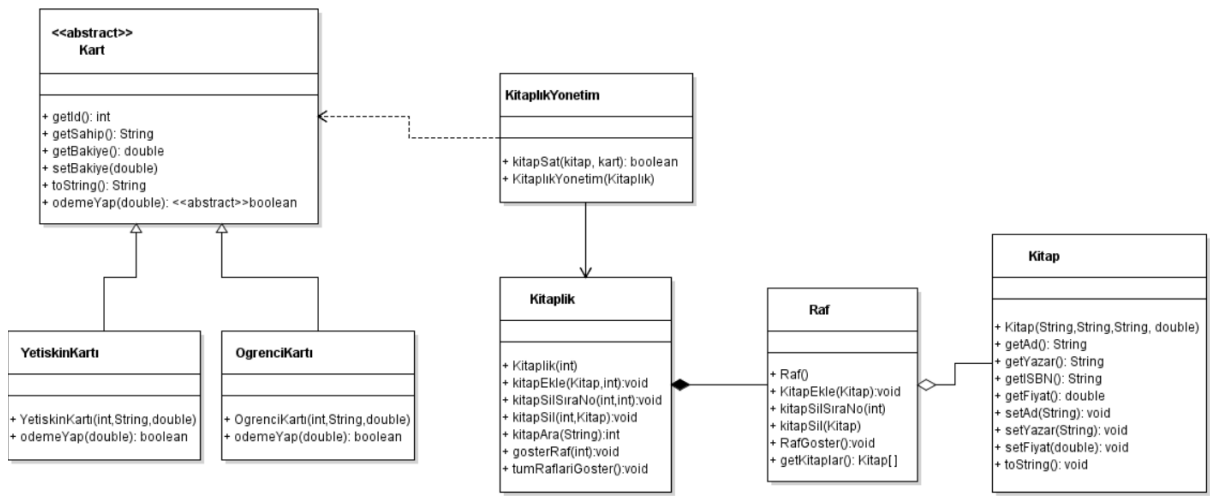 <<abstract>>
Kart
+ getId(): int
+ getSahip(): String
+ getBakiye(): double
+ setBakiye(double)
+ toString(): String
+ odemeYap(double): <<abstract>>boolean
YetiskinKartı
+ YetiskinKartı(int,String,double)
+ odemeYap(double): boolean
OgrenciKartı
+ OgrenciKartı(int,String,double)
+ odemeYap(double): boolean
KitaplıkYonetim
+ kitapSat(kitap, kart): boolean
+ KitaplıkYonetim(Kitaplık)
Kitaplik
+ Kitaplik(int)
+ kitapEkle(Kitap,int):void
+ kitapSilSıraNo(int,int):void
+ kitapSil(int,Kitap):void
+ kitapAra(String):int
+ gosterRaf(int):void
+ tumRaflariGoster():void
Raf
+ Raf()
+ KitapEkle(Kitap):void
+ kitapSilSıraNo(int)
+ kitapSil(Kitap)
+ RafGoster():void
+ getKitaplar(): Kitap[]
Kitap
+ Kitap(String,String,String, double)
+ getAd(): String
+ getYazar(): String
+ getISBN(): String
+ getFiyat(): double
+ setAd(String): void
+ setYazar(String): void
+ setFiyat(double): void
+ toString(): void